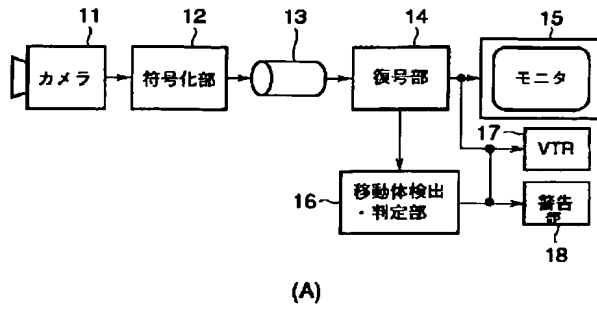 11
12
13
14
15
カメラ
符号化部
復号部
モニタ
17
VTR
16
移動体検出
・判定部
警告
部
18
(A)